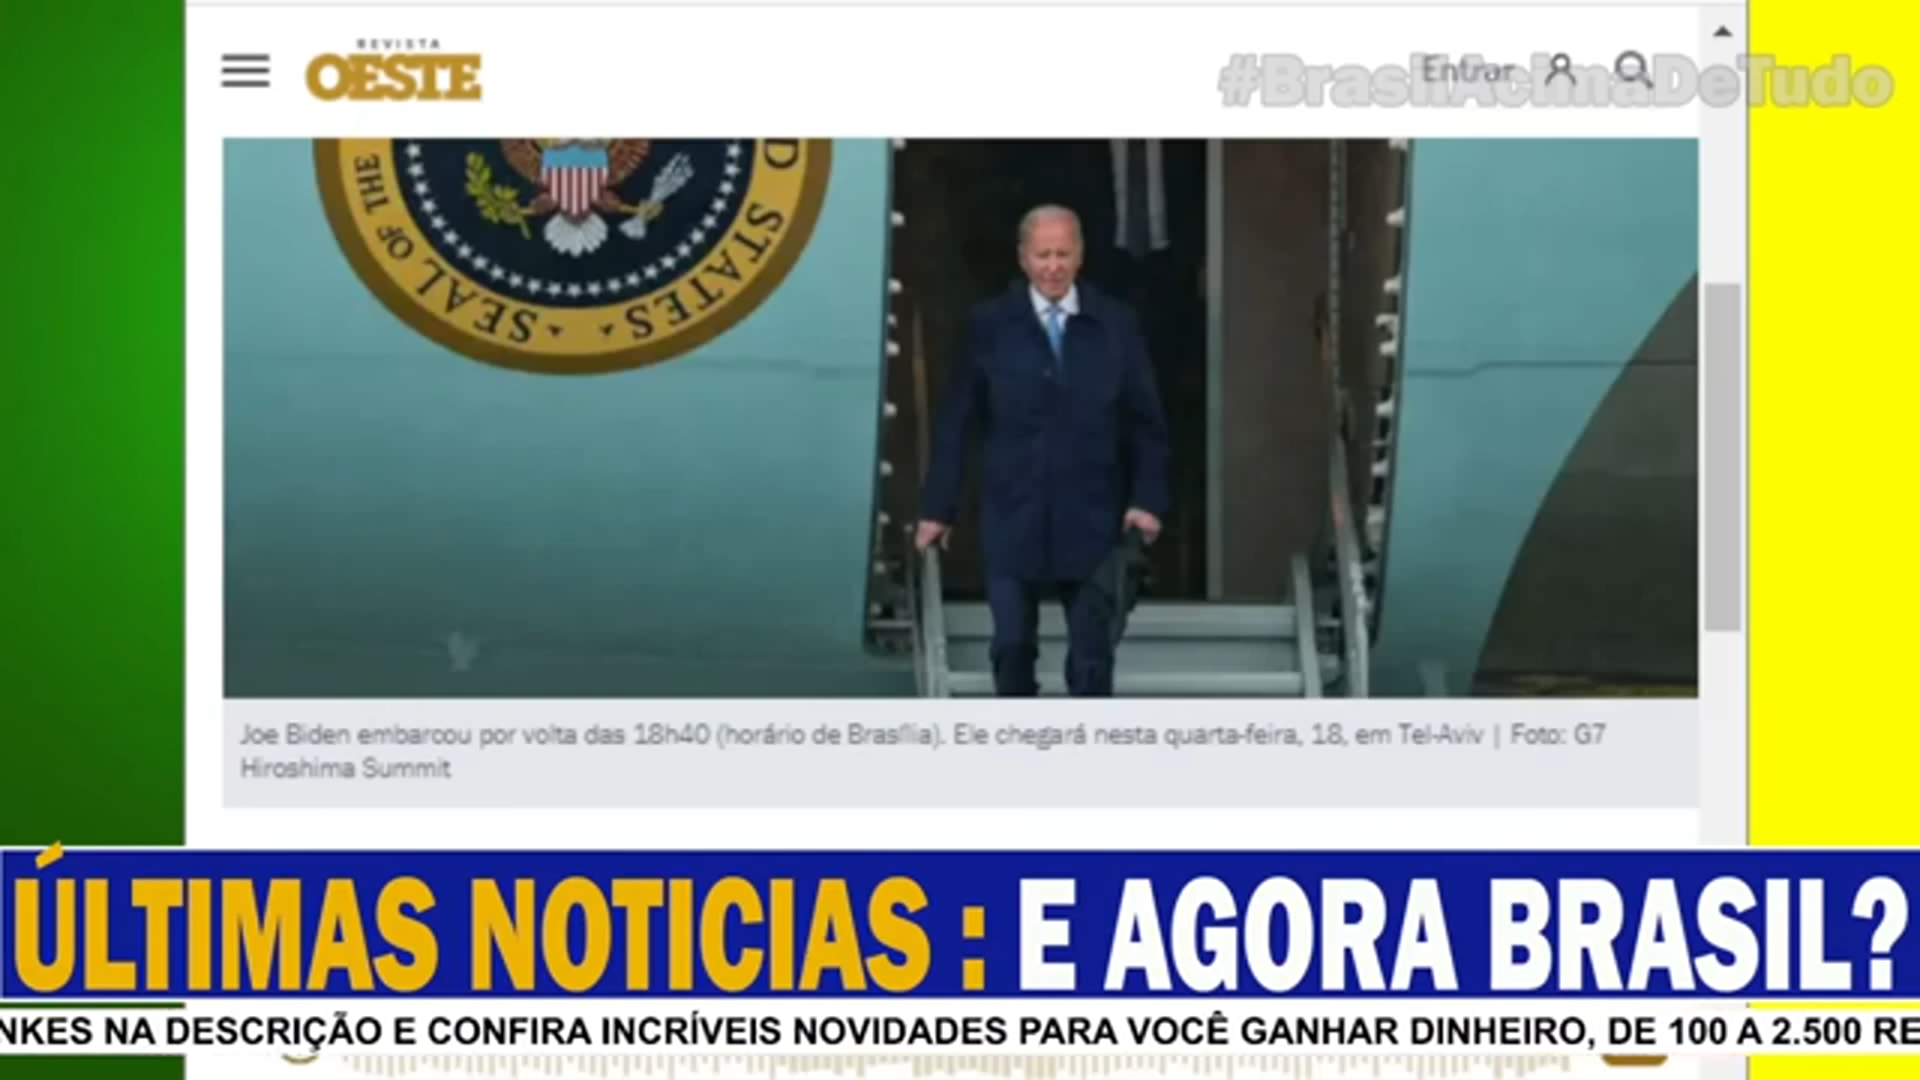 REVISTA
OESTE
Entrar
#BrasilAcimaDeTudo
SEAL OF THE
D STATES
Joe Biden embarcou por volta das 18h40 (horário de Brasília). Ele chegará nesta quarta-feira, 18, em Tel-Aviv | Foto: G7
Hiroshima Summit
ÚLTIMAS NOTICIAS : E AGORA BRASIL?
NKES NA DESCRIÇÃO E CONFIRA INCRÍVEIS NOVIDADES PARA VOCÊ GANHAR DINHEIRO, DE 100 A 2.500 RE